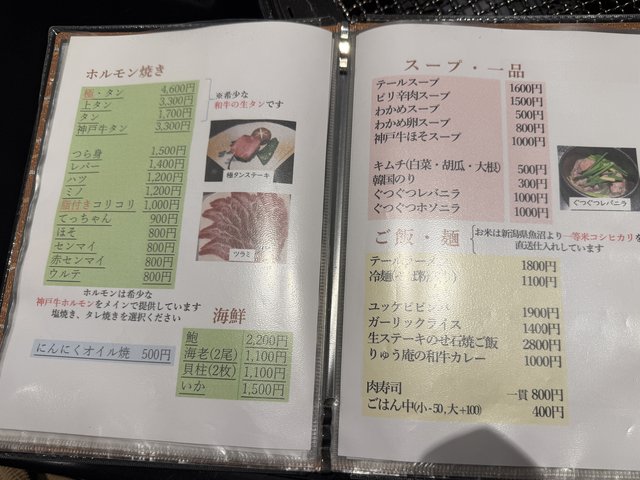 ホルモン焼き
極・タン 4,600円
上タン 3,300円
タン 1,700円
神戸牛タン 3,300円
※希少な
和牛の生タンです
極タンステーキ
つら身 1,500円
レバー 1,400円
ハツ 1,200円
ミノ 1,200円
脂付きコリコリ 1,000円
てっちゃん 900円
ほそ 800円
センマイ 800円
赤センマイ 800円
ウルテ 800円
ツラミ
ホルモンは希少な
神戸牛ホルモンをメインで提供しています
塩焼き、タレ焼きを選択ください
にんにくオイル焼 500円
海鮮
鮑 2,200円
海老(2尾) 1,100円
貝柱(2枚) 1,100円
いか 1,500円
スープ・一品
テールスープ 1600円
ピリ辛肉スープ 1500円
わかめスープ 500円
わかめ卵スープ 800円
神戸牛ほそスープ 1000円
キムチ(白菜・胡瓜・大根) 500円
韓国のり 300円
ぐつぐつレバニラ 1000円
ぐつぐつホソニラ 1000円
ぐつぐつレバニラ
ご飯・麺
お米は新潟県魚沼より一等米コシヒカリを
直送仕入れしています
1800円
冷麺 1100円
1900円
ガーリックライス 1400円
生ステーキのせ石焼ご飯 2800円
りゅう庵の和牛カレー 1000円
肉寿司 一貫 800円
ごはん中(小-50,大+100) 400円